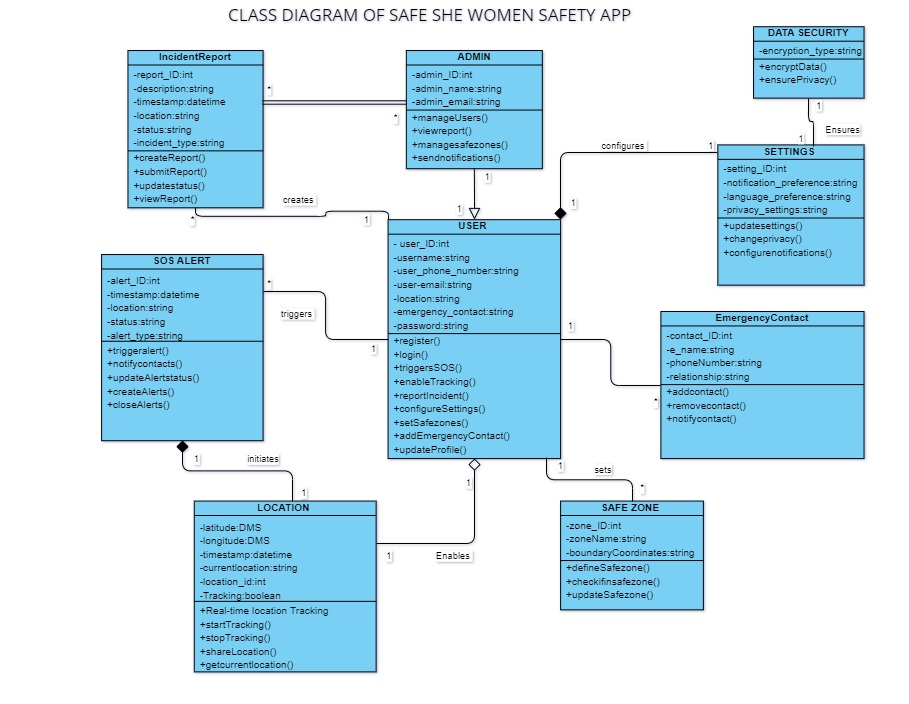 CLASS DIAGRAM OF SAFE SHE WOMEN SAFETY APP
IncidentReport
-report_ID:int
-description:string
-timestamp:datetime
-location:string
-status:string
-incident_type:string
+createReport()
+submitReport()
+updatestatus()
+viewReport()
*
*
ADMIN
-admin_ID:int
-admin_name:string
-admin_email:string
+manageUsers()
+viewreport()
+managesafezones()
+sendnotifications()
1
1
DATA SECURITY
-encryption_type:string
+encryptData()
+ensurePrivacy()
1
Ensures
1
configures
1
1
SETTINGS
-setting_ID:int
-notification_preference:string
-language_preference:string
-privacy_settings:string
+updatesettings()
+changeprivacy()
+configurenotifications()
creates
*
1
USER
- user_ID:int
-username:string
-user_phone_number:string
-user-email:string
-location:string
-emergency_contact:string
-password:string
+register()
+login()
+triggersSOS()
+enableTracking()
+reportIncident()
+configureSettings()
+setSafezones()
+addEmergencyContact()
+updateProfile()
SOS ALERT
-alert_ID:int
-timestamp:datetime
-location:string
-status:string
-alert_type:string
+triggeralert()
+notifycontacts()
+updateAlertstatus()
+createAlerts()
+closeAlerts()
*
triggers
1
1
*
EmergencyContact
-contact_ID:int
-e_name:string
-phoneNumber:string
-relationship:string
+addcontact()
+removecontact()
+notifycontact()
1
initiates
1
LOCATION
-latitude:DMS
-longitude:DMS
-timestamp:datetime
-currentlocation:string
-location_id:int
-Tracking:boolean
+Real-time location Tracking
+startTracking()
+stopTracking()
+shareLocation()
+getcurrentlocation()
1
1
Enables
1
sets
*
SAFE ZONE
-zone_ID:int
-zoneName:string
-boundaryCoordinates:string
+defineSafezone()
+checkifinsafezone()
+updateSafezone()